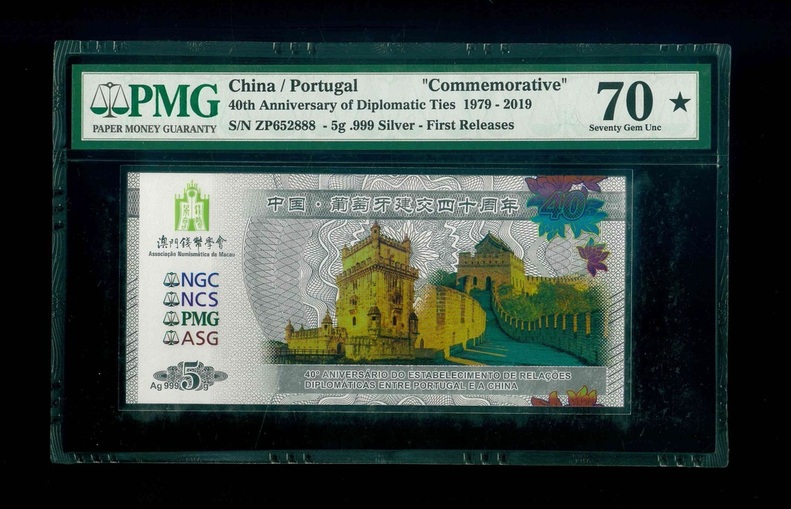 PMG
PAPER MONEY GUARANTY
China / Portugal "Commemorative"
40th Anniversary of Diplomatic Ties 1979 - 2019
S/N ZP652888 - 5g .999 Silver - First Releases
70 ★
Seventy Gem Unc
中国·葡萄牙建交四十周年
40
澳門錢幣學會
Associação Numismática de Macau
NGC
NCS
PMG
ASG
Ag 999 5g
40º ANIVERSÁRIO DO ESTABELECIMENTO DE RELAÇÕES
DIPLOMÁTICAS ENTRE PORTUGAL E A CHINA